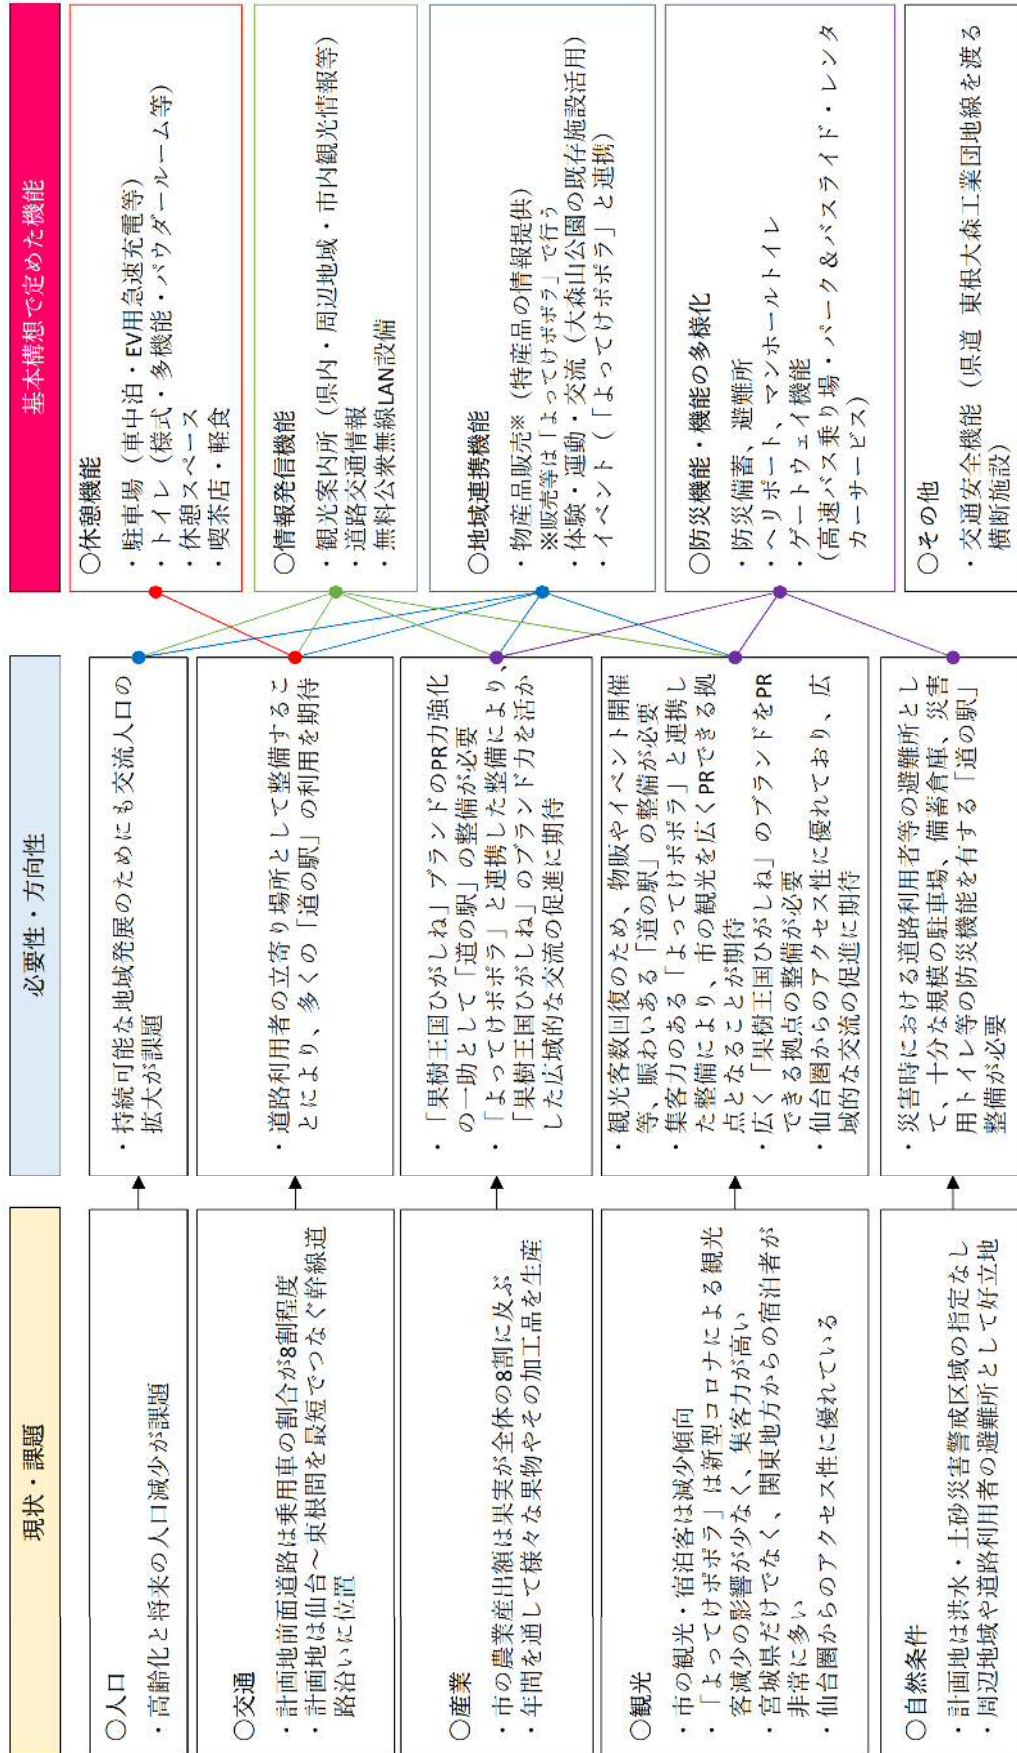 現状・課題
○人口
・高齢化と将来の人口減少が課題
○交通
・計画地前面道路は乗用車の割合が8割程度
・計画地は仙台～東根間を最短でつなぐ幹線道
路沿いに位置
○産業
・市の農業産出額は果実が全体の8割に及ぶ
・年間を通して様々な果物やその加工品を生産
○観光
・市の観光・宿泊客は減少傾向
・「よってけポポラ」は新型コロナによる観光
客減少の影響が少なく、集客力が高い
・宮城県だけでなく、関東地方からの宿泊者が
非常に多い
・仙台圏からのアクセス性に優れている
○自然条件
・計画地は洪水・土砂災害警戒区域の指定なし
・周辺地域や道路利用者の避難所として好立地
必要性・方向性
・持続可能な地域発展のためにも交流人口の
拡大が課題
・道路利用者の立寄り場所として整備するこ
とにより、多くの「道の駅」の利用を期待
・「果樹王国ひがしね」ブランドのPR力強化
の一助として「道の駅」の整備が必要
・「よってけポポラ」と連携した整備により、
「果樹王国ひがしね」のブランド力を活か
した広域的な交流の促進に期待
・観光客数回復のため、物販やイベント開催
等、賑わいある「道の駅」の整備が必要
・集客力のある「よってけポポラ」と連携し
た整備により、市の観光を広くPRできる拠
点となることが期待
・広く「果樹王国ひがしね」のブランドをPR
できる拠点の整備が必要
・仙台圏からのアクセス性に優れており、広
域的な交流の促進に期待
・災害時における道路利用者等の避難所とし
て、十分な規模の駐車場、備蓄倉庫、災害
用トイレ等の防災機能を有する「道の駅」
整備が必要
基本構想で定めた機能
○休憩機能
・駐車場（車中泊・EV用急速充電等）
・トイレ（様式・多機能・パウダールーム等）
・休憩スペース
・喫茶店・軽食
○情報発信機能
・観光案内所（県内・周辺地域・市内観光情報等）
・道路交通情報
・無料公衆無線LAN設備
○地域連携機能
・物産品販売※（特産品の情報提供）
※販売等は「よってけポポラ」で行う
・体験・運動・交流（大森山公園の既存施設活用）
・イベント（「よってけポポラ」と連携）
○防災機能・機能の多様化
・防災備蓄、避難所
・ヘリポート、マンホールトイレ
・ゲートウェイ機能
（高速バス乗り場・パーク＆バスライド・レンタ
カーサービス）
○その他
・交通安全機能（県道 東根大森工業団地線を渡る
横断施設）